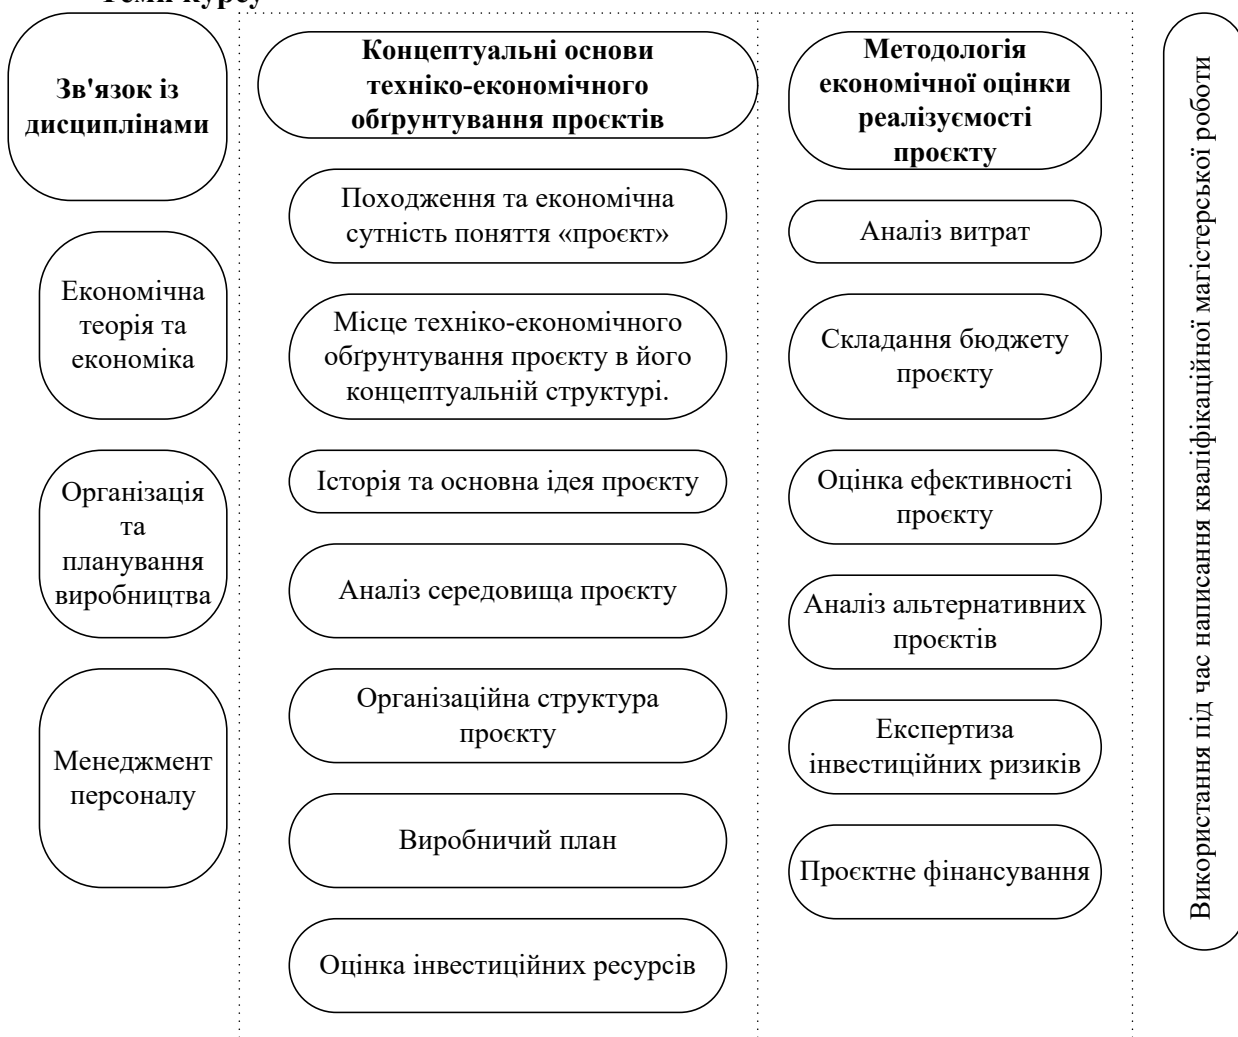 Теми курсу
Зв'язок із
дисциплінами
Економічна
теорія та
економіка
Організація
та
планування
виробництва
Менеджмент
персоналу
Концептуальні основи
техніко-економічного
обґрунтування проєктів
Походження та економічна
сутність поняття «проєкт»
Місце техніко-економічного
обґрунтування проєкту в його
концептуальній структурі.
Історія та основна ідея проєкту
Аналіз середовища проєкту
Організаційна структура
проєкту
Виробничий план
Оцінка інвестиційних ресурсів
Методологія
економічної оцінки
реалізуємості
проєкту
Аналіз витрат
Складання бюджету
проєкту
Оцінка ефективності
проєкту
Аналіз альтернативних
проєктів
Експертиза
інвестиційних ризиків
Проєктне фінансування
Використання під час написання кваліфікаційної магістерської роботи